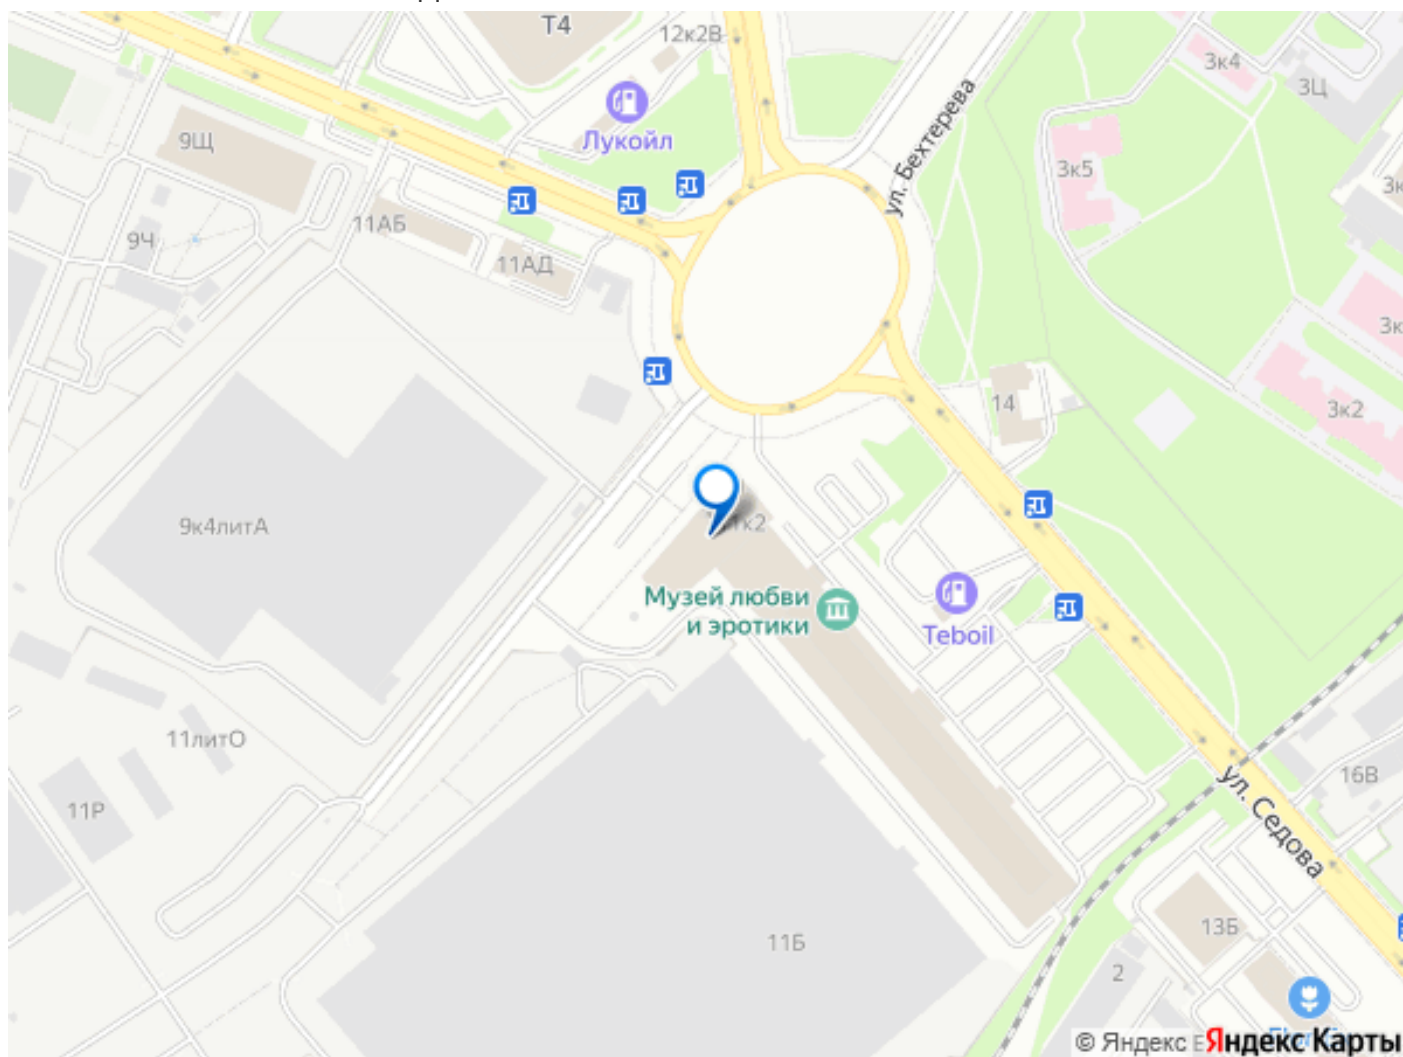 Т4
12к2В
3к4
3Ц
Лукойл
ул. Бехтерева
9Щ
3к5
11АБ
9Ч
11АД
3к
14
3к2
9к4литА
Музей любви
и эротики
Teboil
11литО
16В
ул. Седова
11Р
13Б
11Б
2
© Яндекс
Яндекс Карты